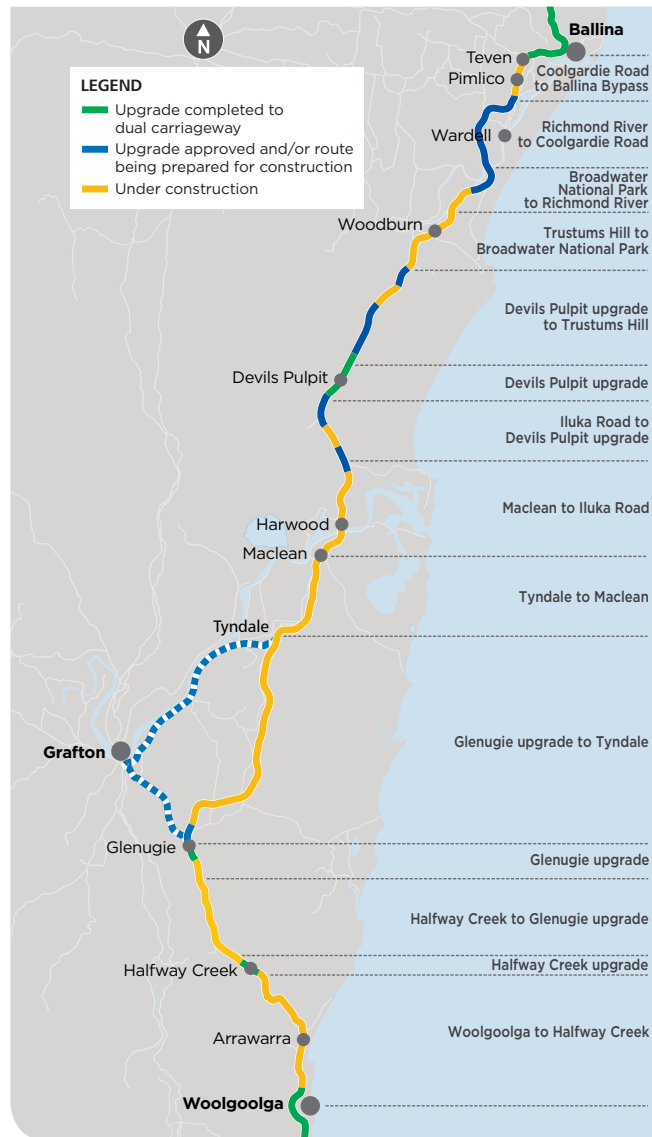 N
LEGEND
Upgrade completed to
dual carriageway
Upgrade approved and/or route
being prepared for construction
Under construction
Ballina
Teven
Pimlico
Coolgardie Road
to Ballina Bypass
Wardell
Richmond River
to Coolgardie Road
Broadwater
National Park
to Richmond River
Woodburn
Trustums Hill to
Broadwater National Park
Devils Pulpit upgrade
to Trustums Hill
Devils Pulpit
Devils Pulpit upgrade
Iluka Road to
Devils Pulpit upgrade
Maclean to Iluka Road
Harwood
Maclean
Tyndale to Maclean
Tyndale
Glenugie upgrade to Tyndale
Grafton
Glenugie
Glenugie upgrade
Halfway Creek to Glenugie upgrade
Halfway Creek
Halfway Creek upgrade
Woolgoolga to Halfway Creek
Arrawarra
Woolgoolga